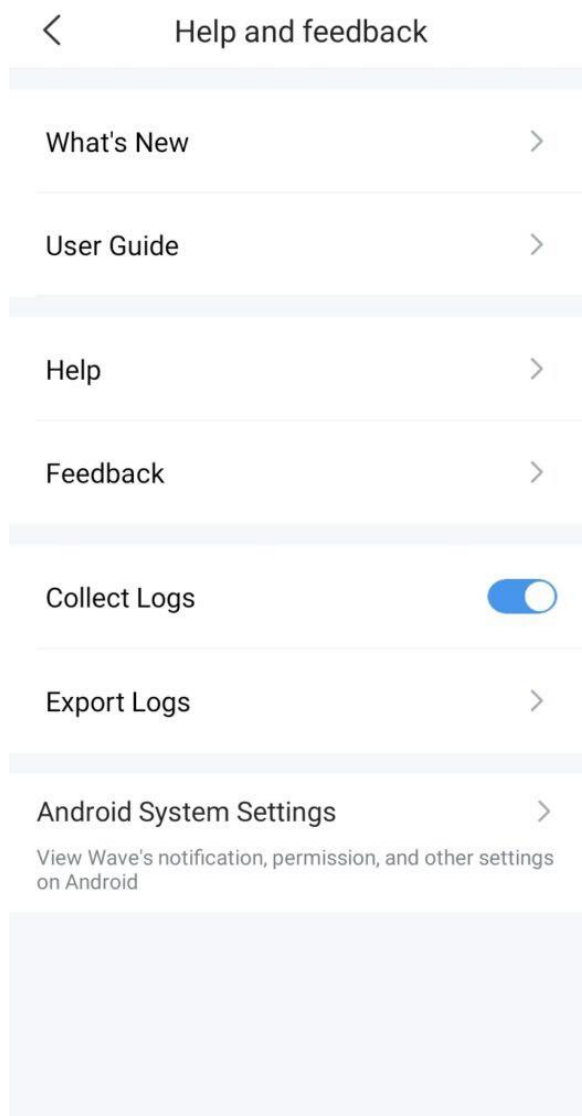 Help and feedback
What's New
User Guide
Help
Feedback
Collect Logs
Export Logs
Android System Settings
View Wave's notification, permission, and other settings
on Android